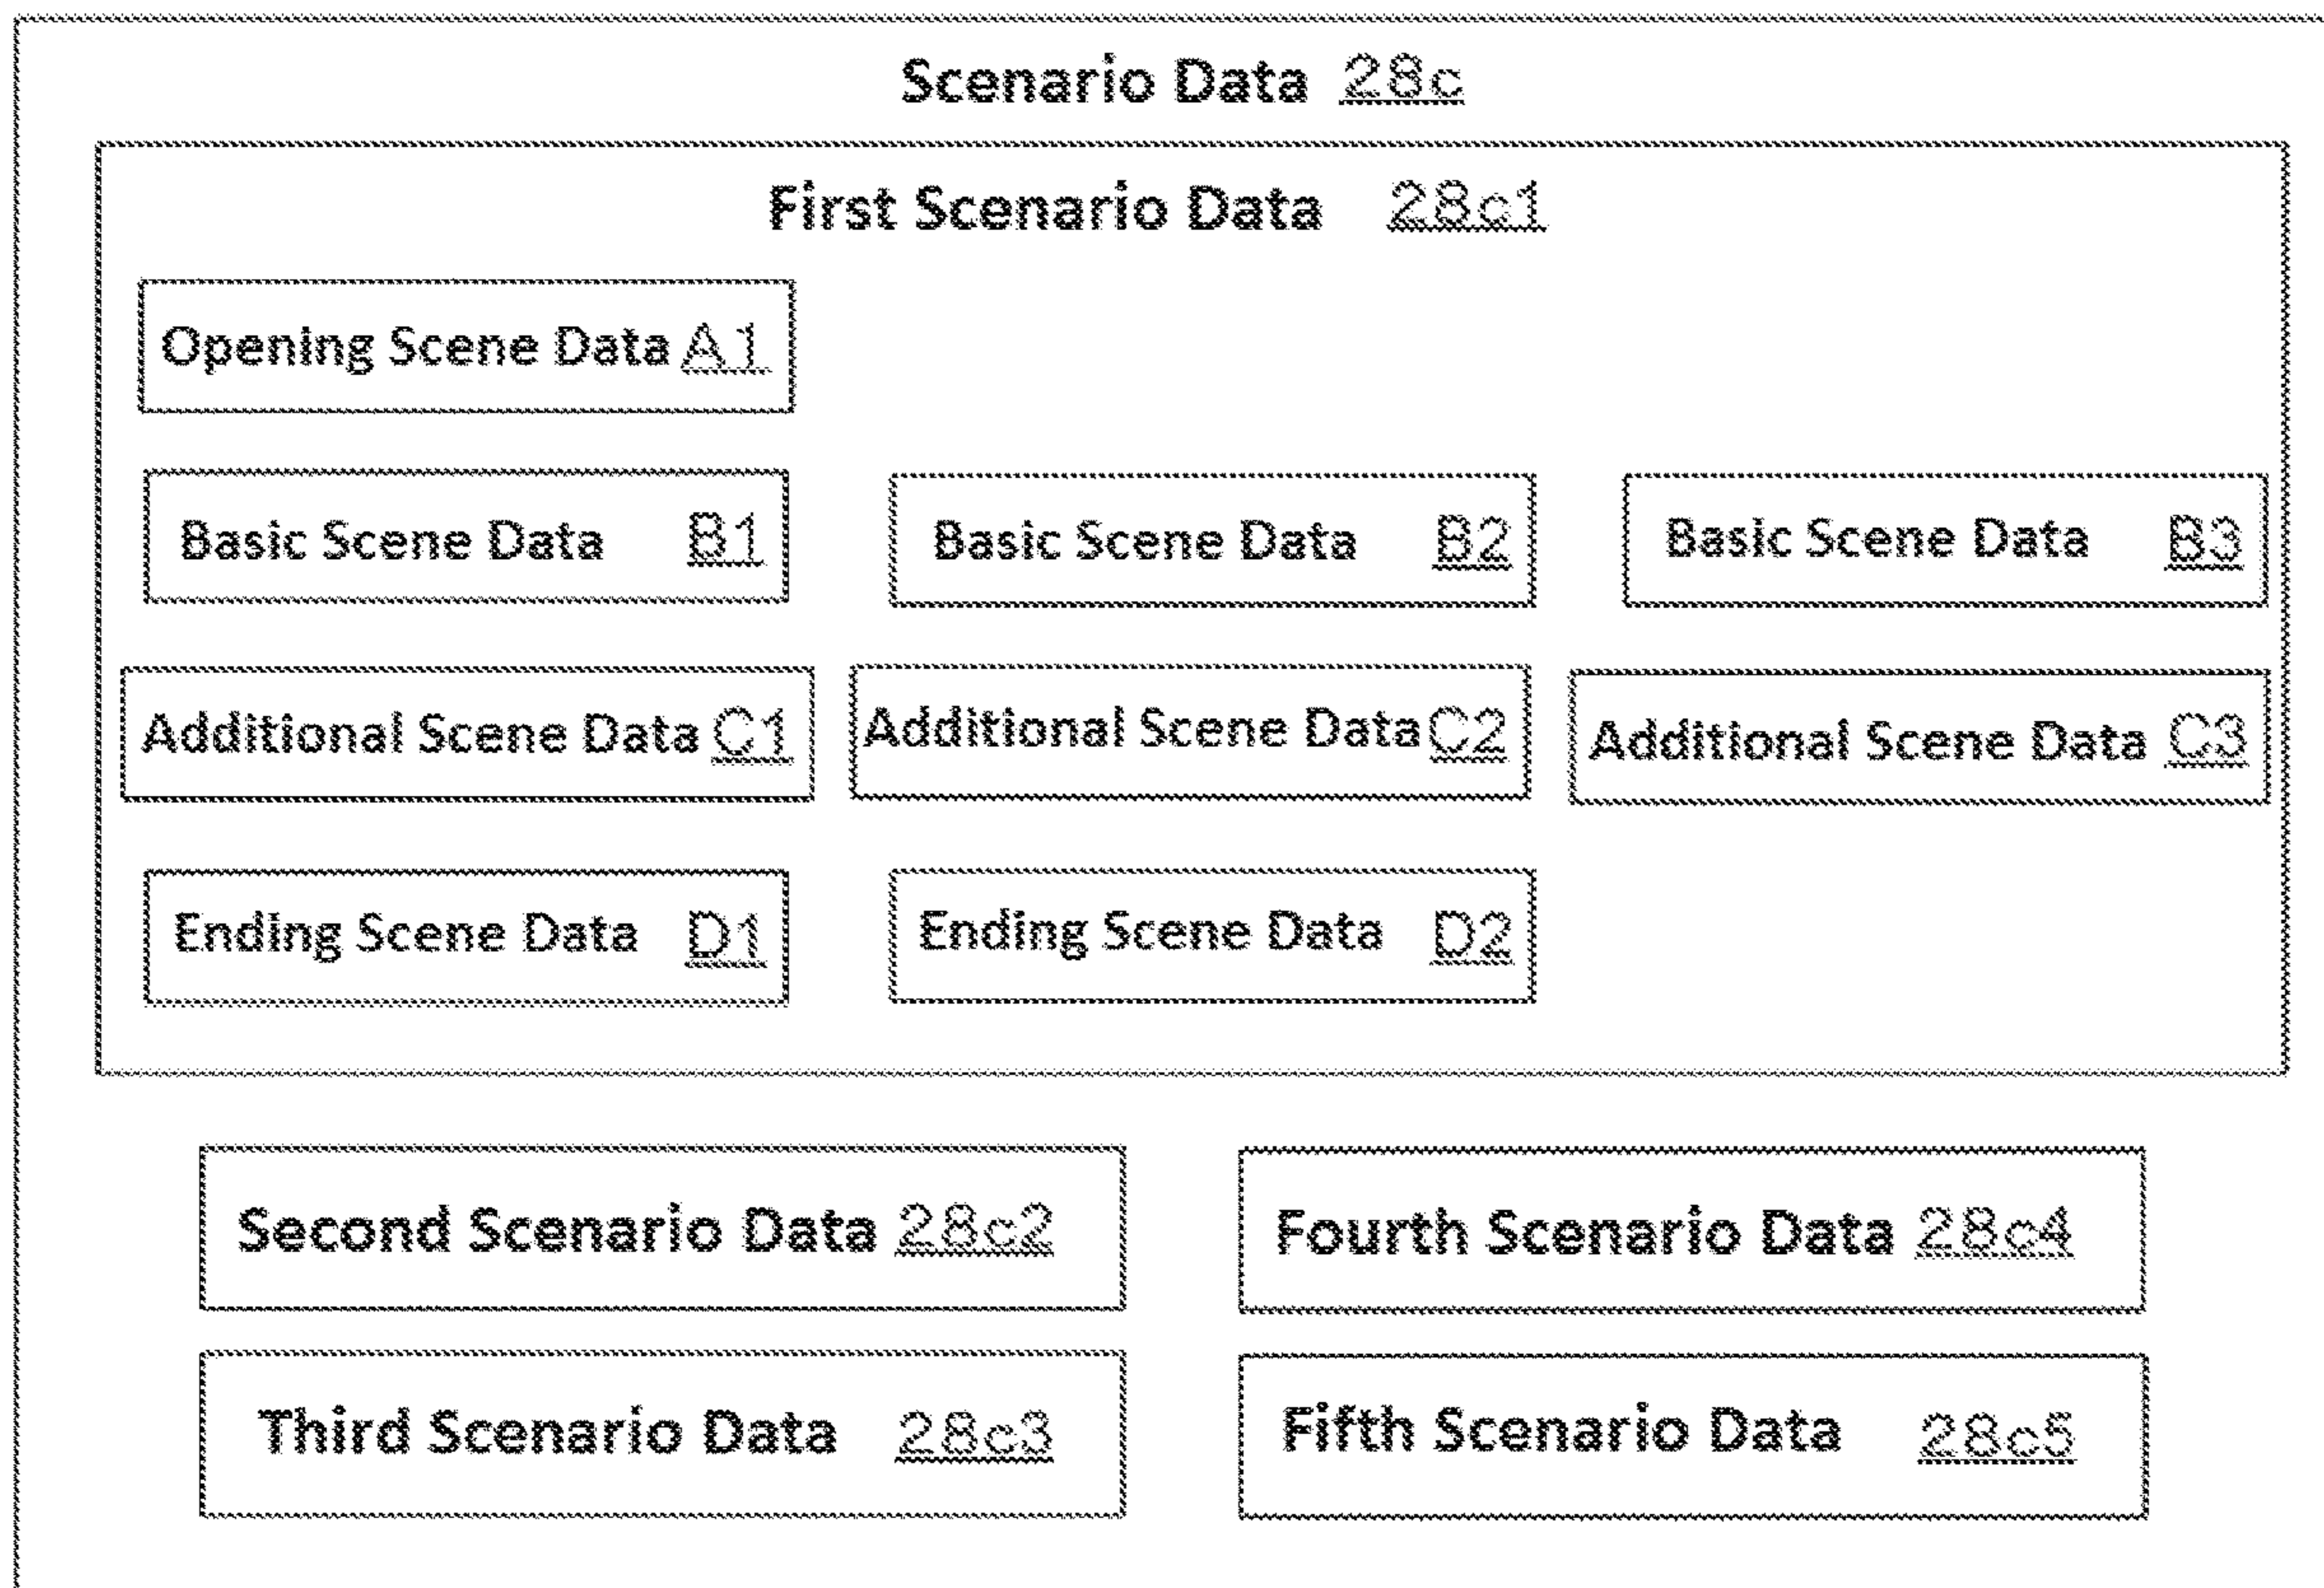 Scenario Data 28c
First Scenario Data 28c1
Opening Scene Data A1
Basic Scene Data B1
Basic Scene Data B2
Basic Scene Data B3
Additional Scene Data C1
Additional Scene Data C2
Additional Scene Data C3
Ending Scene Data D1
Ending Scene Data D2
Second Scenario Data 28c2
Fourth Scenario Data 28c4
Third Scenario Data 28c3
Fifth Scenario Data 28c5